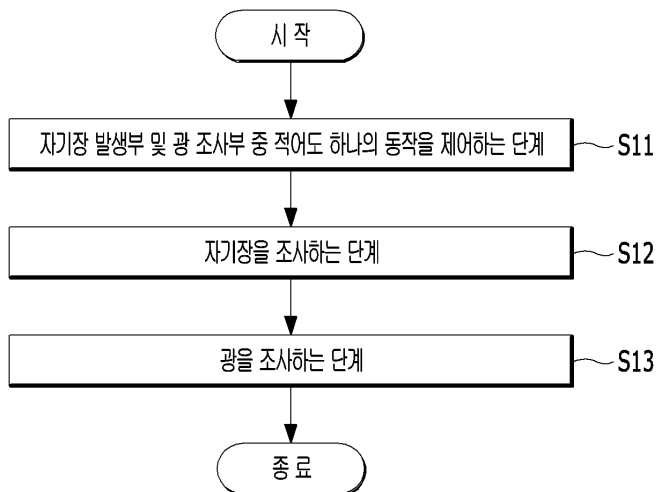 시 작
자기장 발생부 및 광 조사부 중 적어도 하나의 동작을 제어하는 단계
S11
자기장을 조사하는 단계
S12
광을 조사하는 단계
S13
종 료